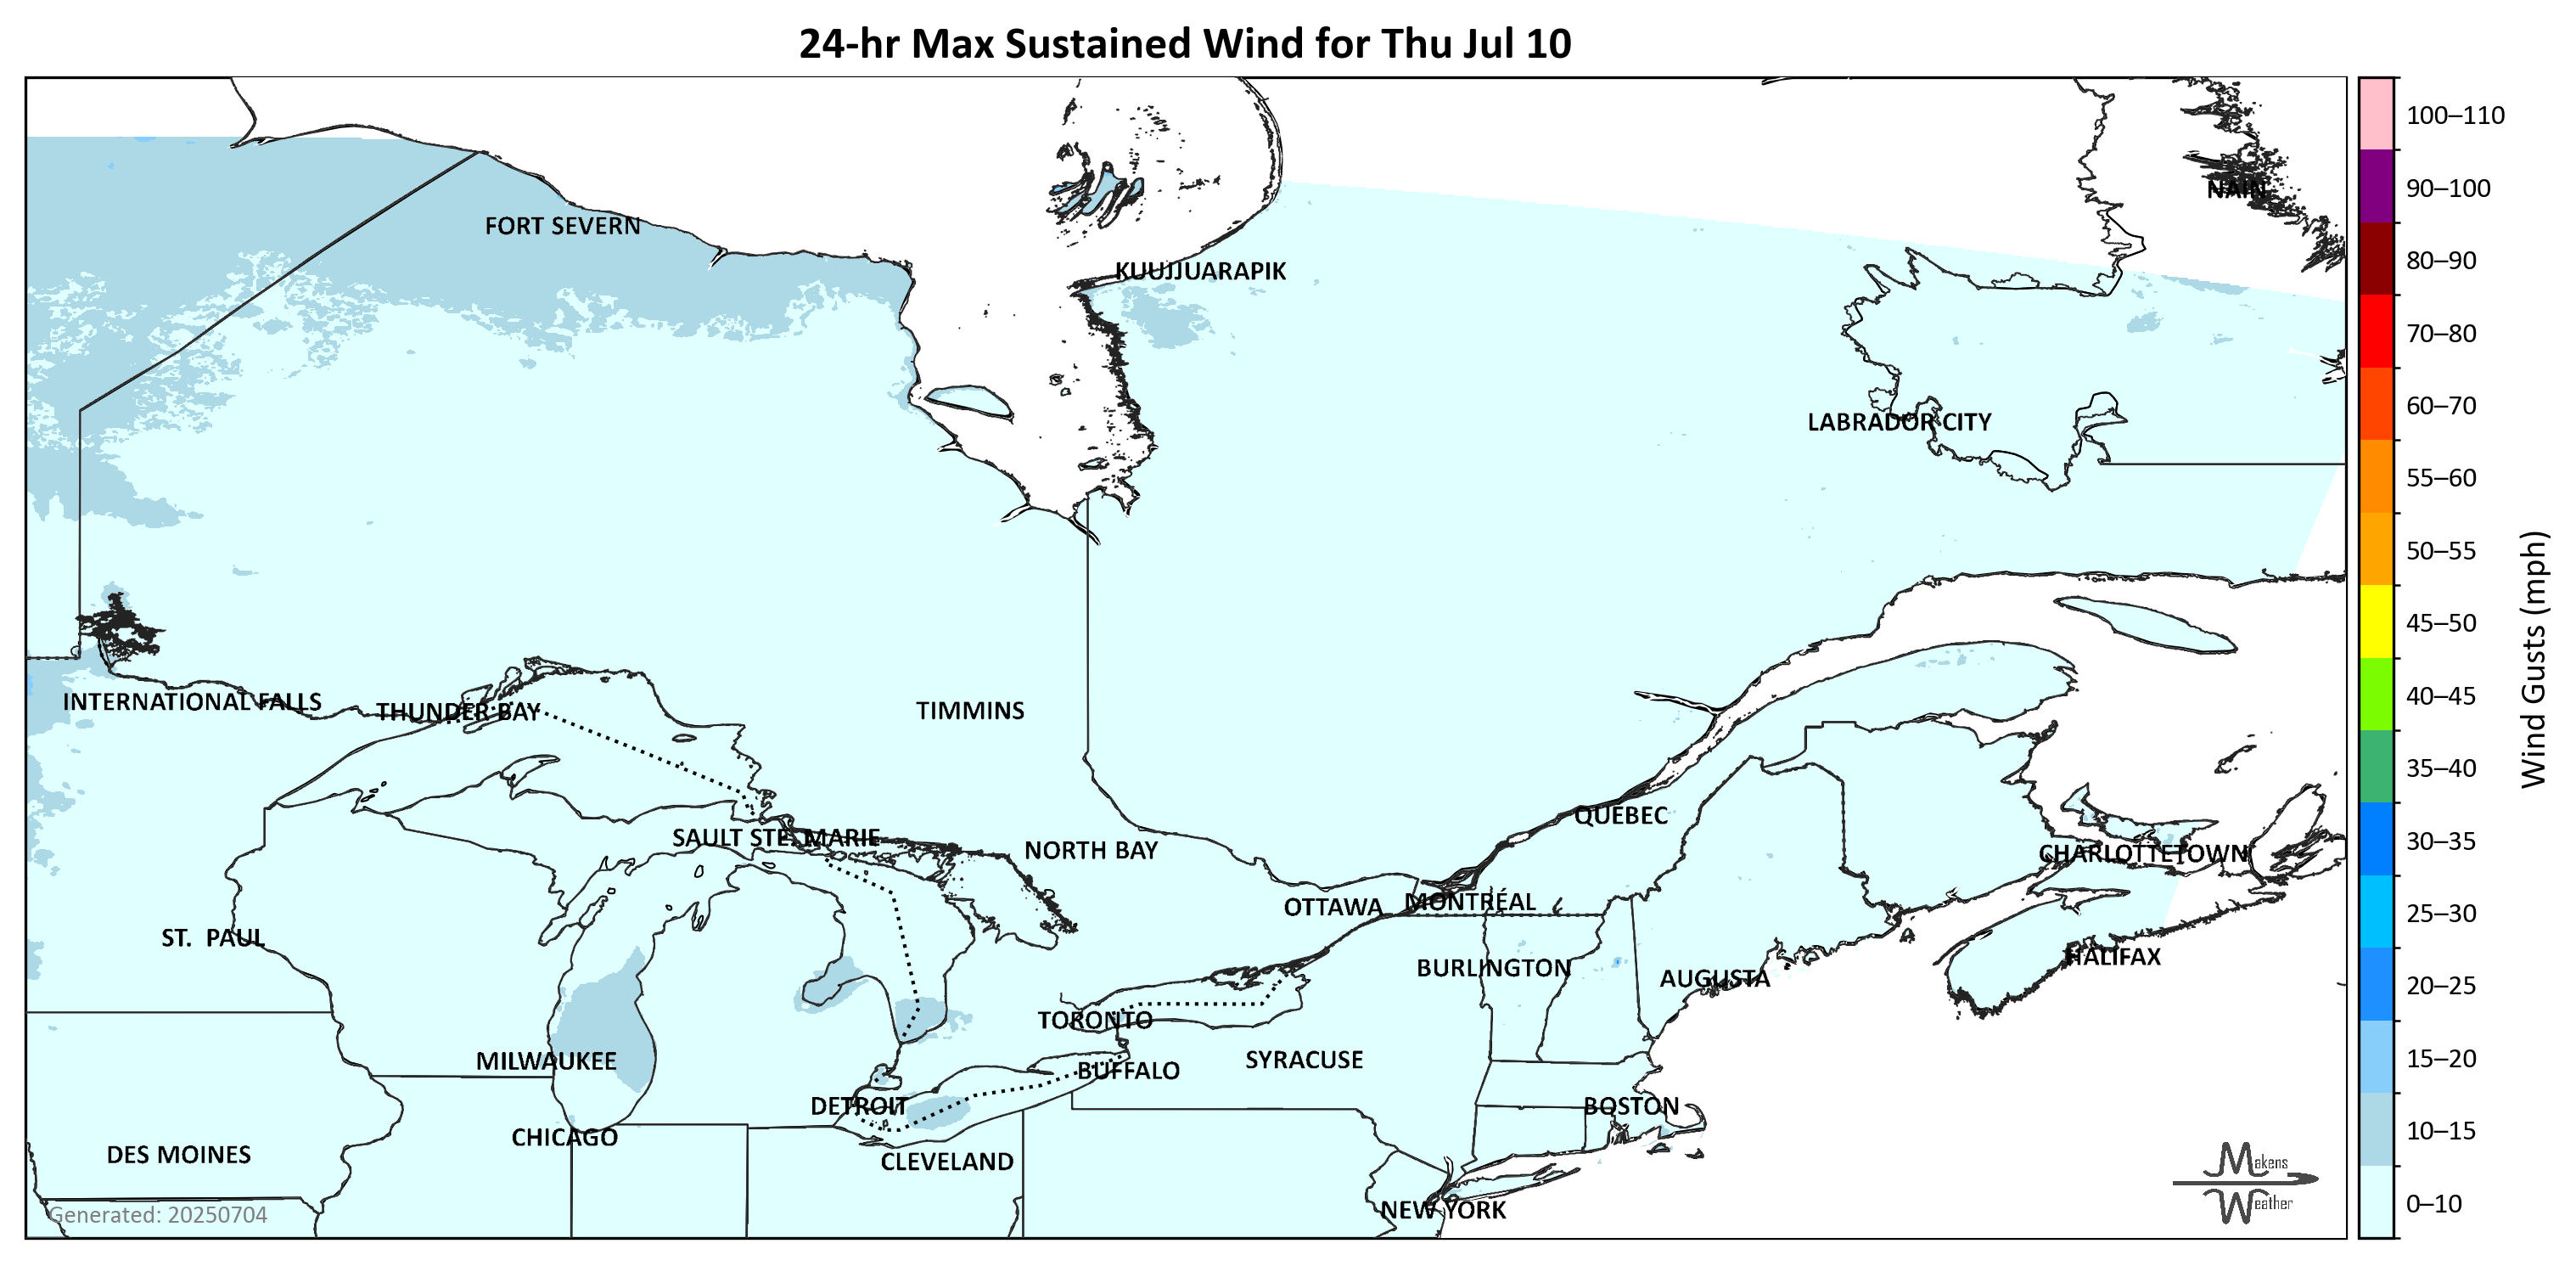 24-hr Max Sustained Wind for Thu Jul 10
100–110
90–100
NAIN
FORT SEVERN
80–90
KUUJJUARAPIK
70–80
60–70
LABRADOR CITY
55–60
50–55
45–50
Wind Gusts (mph)
40–45
INTERNATIONAL FALLS
THUNDER BAY
TIMMINS
35–40
QUÉBEC
30–35
SAULT STE. MARIE
NORTH BAY
CHARLOTTETOWN
OTTAWA
MONTRÉAL
25–30
ST. PAUL
HALIFAX
BURLINGTON
AUGUSTA
20–25
TORONTO
MILWAUKEE
SYRACUSE
15–20
BUFFALO
DETROIT
BOSTON
CHICAGO
10–15
DES MOINES
CLEVELAND
Makens
Weather
0–10
NEW YORK
Generated: 20250704